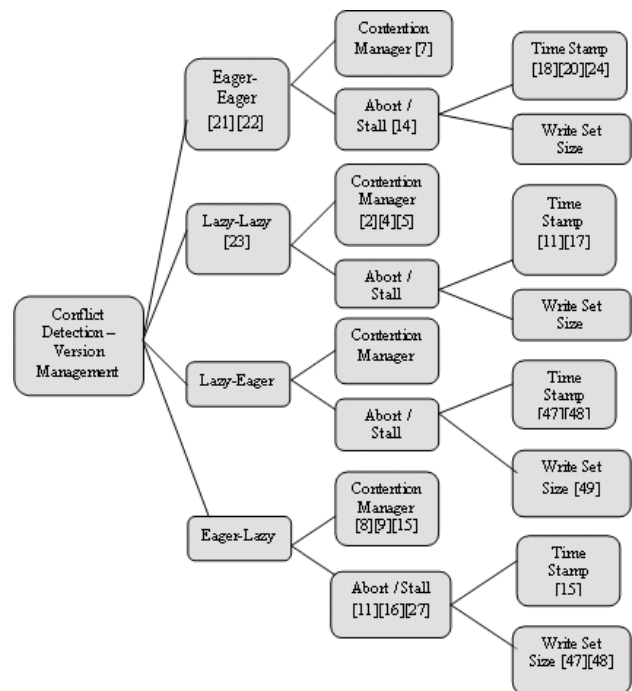 Conflict
Detection –
Version
Management
Eager-
Eager
[21][22]
Contention
Manager [7]
Abort /
Stall [14]
Time Stamp
[18][20][24]
Write Set
Size
Lazy-Lazy
[23]
Contention
Manager
[2][4][5]
Abort /
Stall
Time
Stamp
[11][17]
Write Set
Size
Lazy-Eager
Contention
Manager
Abort /
Stall
Time
Stamp
[47][48]
Write Set
Size [49]
Eager-Lazy
Contention
Manager
[8][9][15]
Abort / Stall
[11][16][27]
Time
Stamp
[15]
Write Set
Size [47][48]